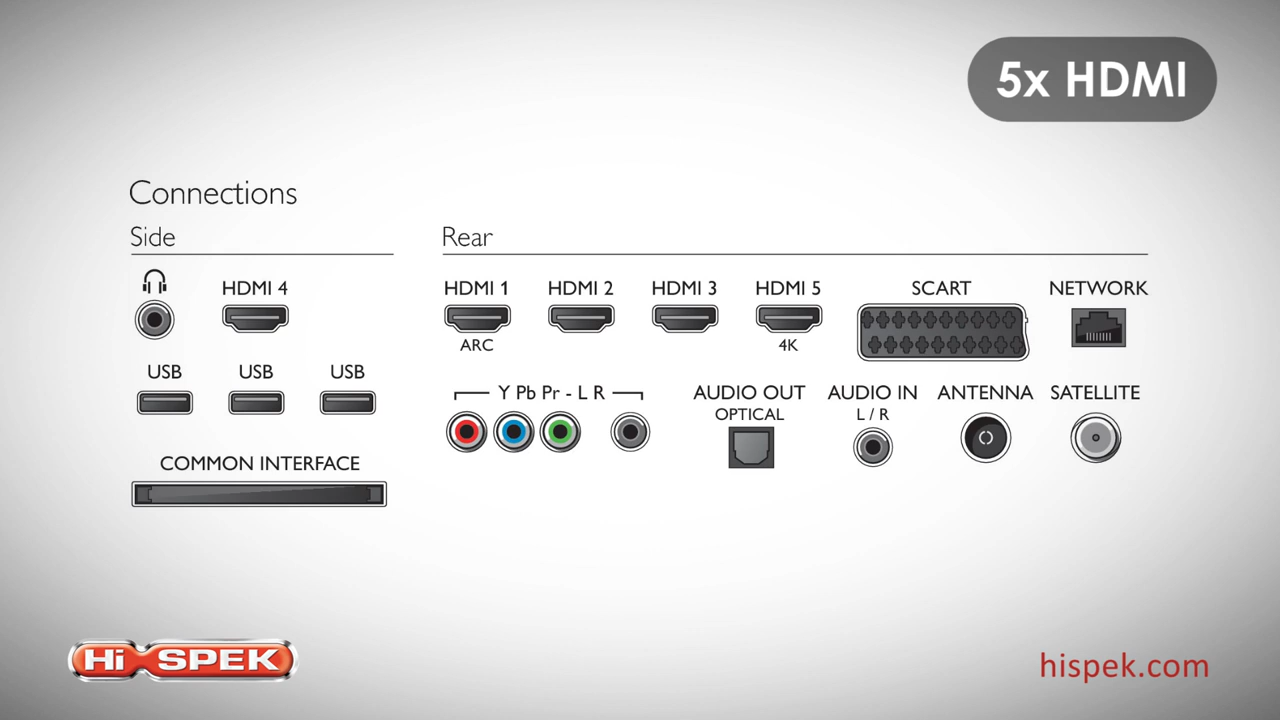 5x HDMI
Connections
Side
HDMI 4
USB USB USB
COMMON INTERFACE
Rear
HDMI 1 HDMI 2 HDMI 3 HDMI 5 SCART NETWORK
ARC 4K
Y Pb Pr - L R AUDIO OUT AUDIO IN ANTENNA SATELLITE
OPTICAL L / R
Hi SPEK
hispek.com